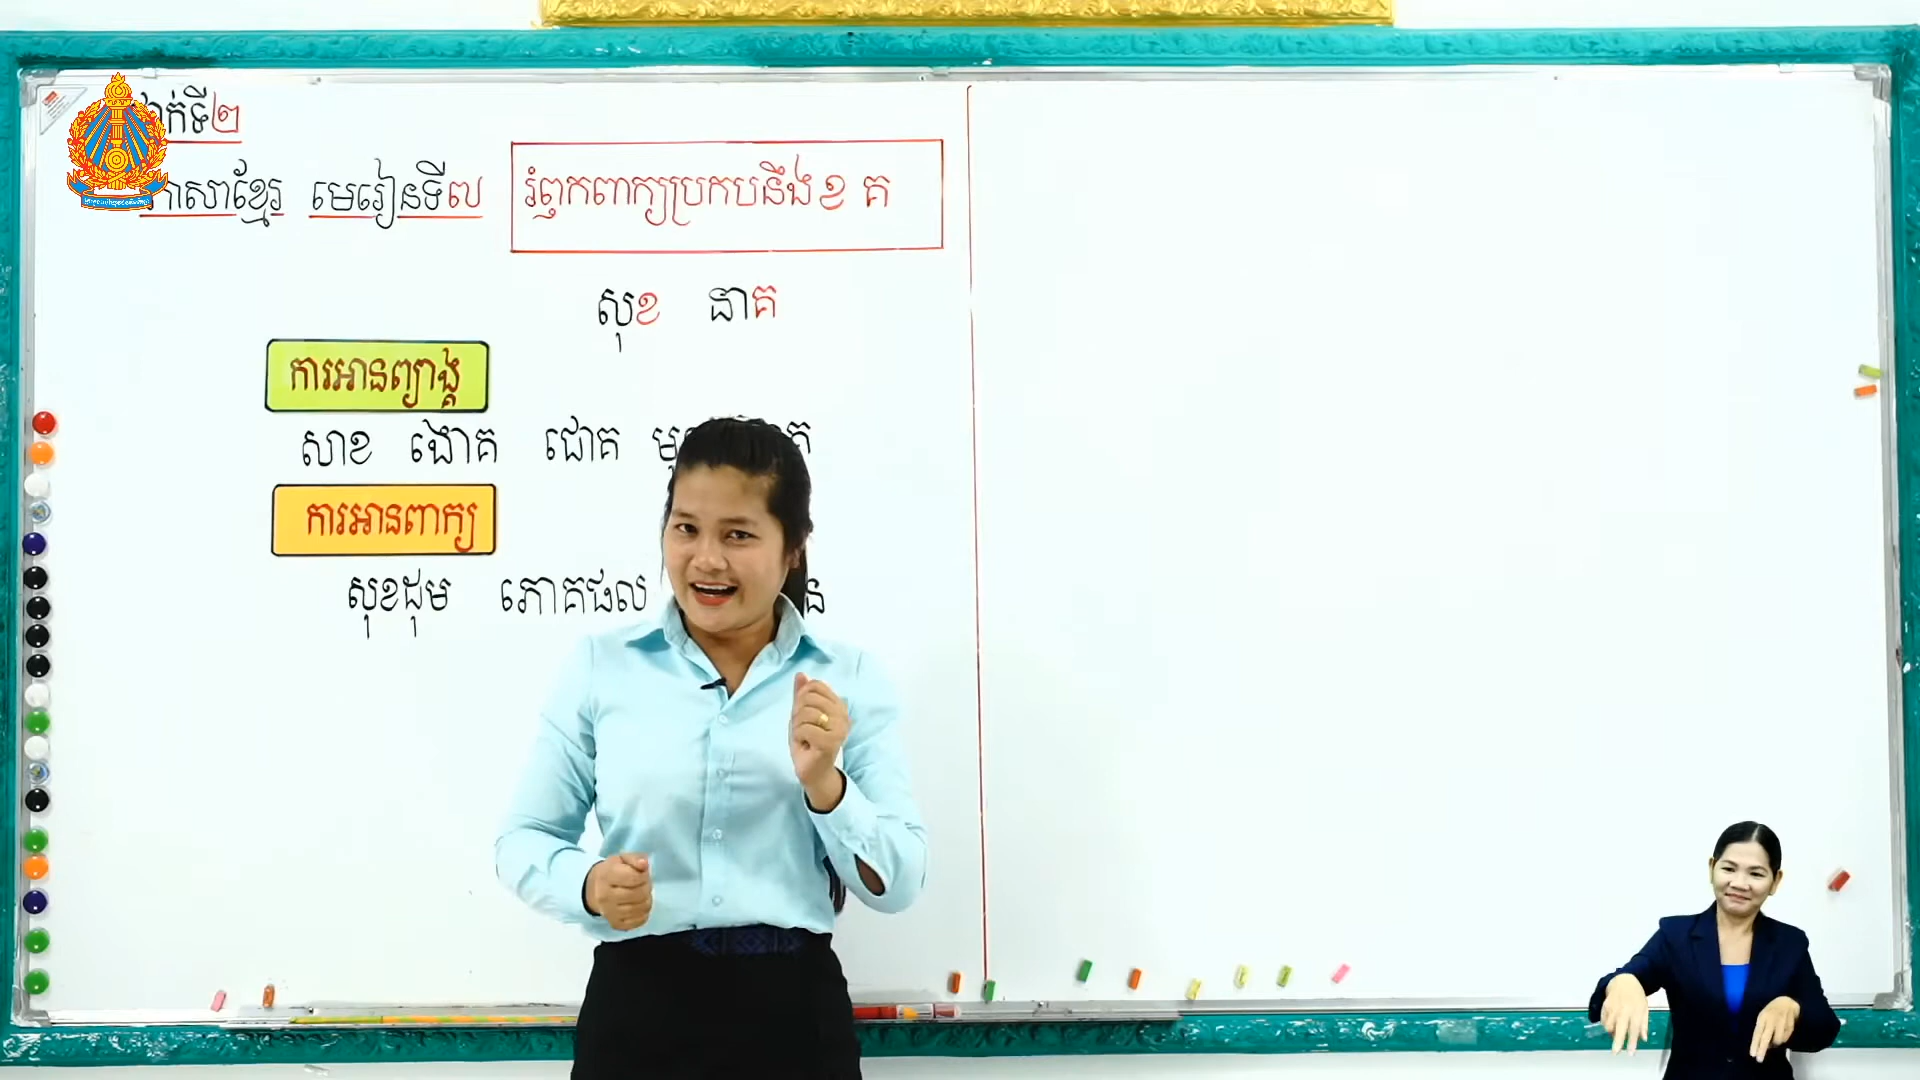 ទី២
ភាសាខ្មែរ មេរៀនទី៧ រំឭកពាក្យប្រកបនឹង ខ គ
សុខ នាគ
ការអានព្យាង្គ
សាខ ងោគ ជោគ
ការអានពាក្យ
សុខដុម ភោគផល